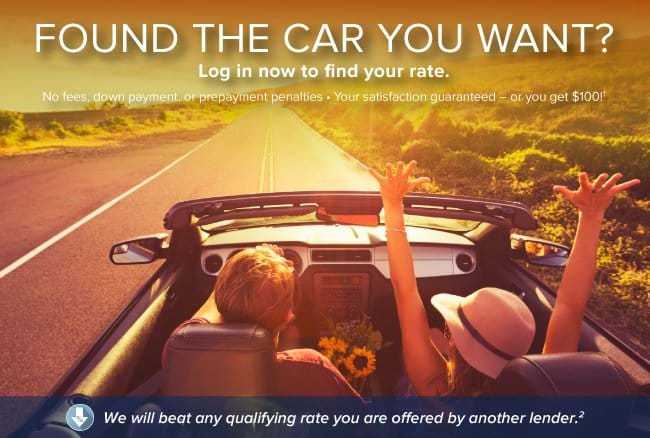 FOUND THE CAR YOU WANT?
Log in now to find your rate.
No fees, down payment, or prepayment penalties • Your satisfaction guaranteed – or you get $100!¹
We will beat any qualifying rate you are offered by another lender.²